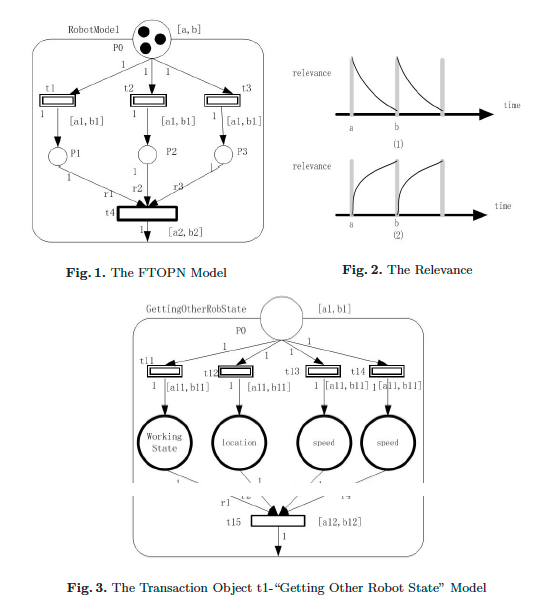 RobotModel [a,b]
P0
1 1 1
t1 t2 t3
1 [a1,b1] 1 [a1,b1] 1 [a1,b1]
P1 P2 P3
1 1 1
r1 r2 r3
t4
1 [a2,b2]
Fig. 1. The FTOPN Model
relevance
time
a b
(1)
relevance
time
a b
(2)
Fig. 2. The Relevance
GettingOtherRobState [a1,b1]
P0
1 1 1 1
t11 t12 t13 t14
1 [a11,b11] 1 [a11,b11] 1 [a11,b11] 1 [a11,b11]
Working
State
location
speed
speed
r1
t15 [a12,b12]
1
Fig. 3. The Transaction Object t1-“Getting Other Robot State” Model